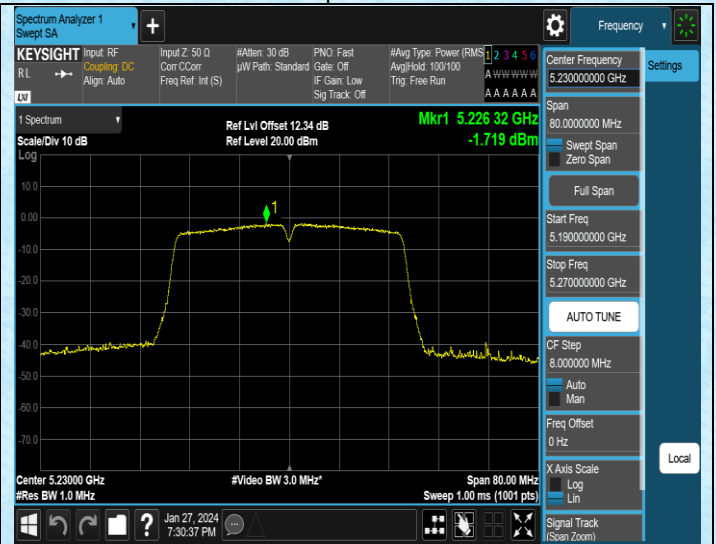 Spectrum Analyzer 1
Swept SA
Frequency
KEYSIGHT
RL
LXI
Input: RF
Coupling: DC
Align: Auto
Input Z: 50 Ω
Corr CCorr
Freq Ref: Int (S)
#Atten: 30 dB
µW Path: Standard
PNO: Fast
Gate: Off
IF Gain: Low
Sig Track: Off
#Avg Type: Power (RMS
Avg|Hold: 100/100
Trig: Free Run
1 2 3 4 5 6
A W W W W W
A A A A A A
1 Spectrum
Scale/Div 10 dB
Log
Ref Lvl Offset 12.34 dB
Ref Level 20.00 dBm
Mkr1 5.226 32 GHz
-1.719 dBm
10.0
0.00
-10.0
-20.0
-30.0
-40.0
-50.0
-60.0
-70.0
1
Center 5.23000 GHz
#Res BW 1.0 MHz
#Video BW 3.0 MHz*
Span 80.00 MHz
Sweep 1.00 ms (1001 pts)
Jan 27, 2024
7:30:37 PM
?
Center Frequency
5.230000000 GHz
Settings
Span
80.0000000 MHz
Swept Span
Zero Span
Full Span
Start Freq
5.190000000 GHz
Stop Freq
5.270000000 GHz
AUTO TUNE
CF Step
8.000000 MHz
Auto
Man
Freq Offset
0 Hz
X Axis Scale
Log
Lin
Local
Signal Track
(Span Zoom)